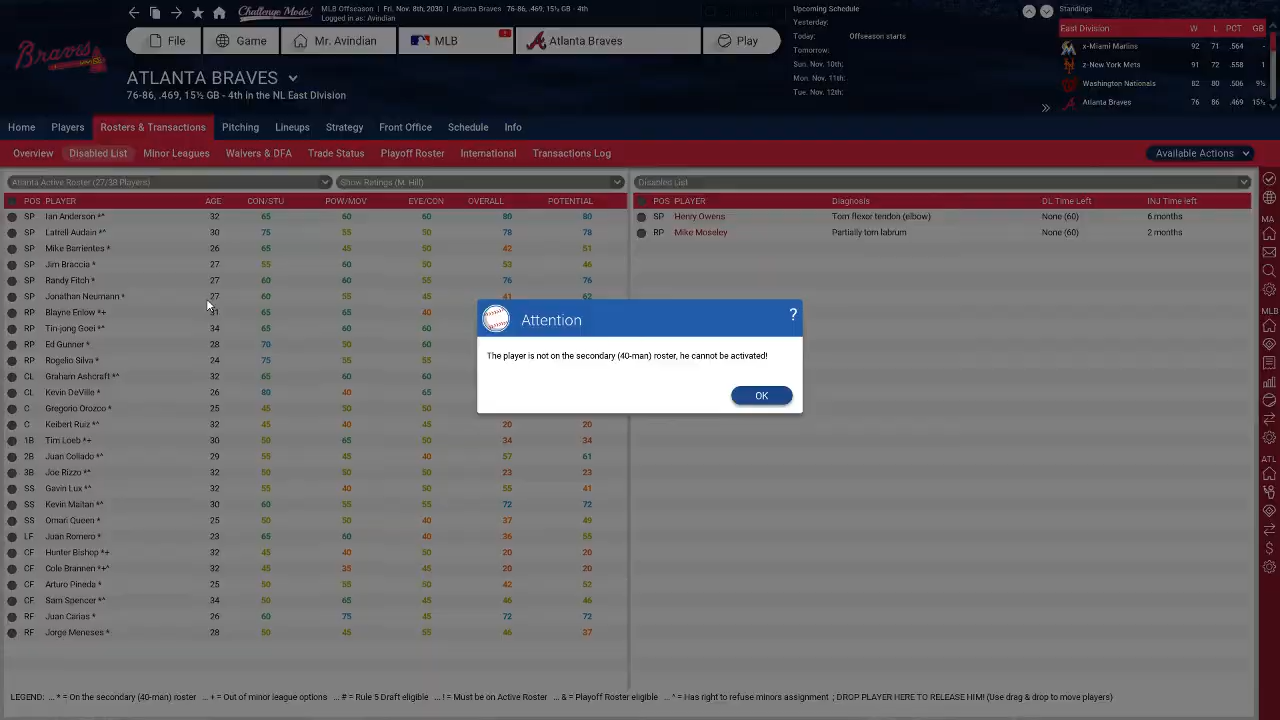 Challenge Mode!
MLB Offseason | Fri. Nov. 8th, 2030 | Atlanta Braves 76-86, .469, 15½ GB - 4th
Logged in as: Avindian
Braves
File Game Mr. Avindian MLB Atlanta Braves Play
Upcoming Schedule
Yesterday:
Today: Offseason starts
Tomorrow:
Sun. Nov. 10th:
Mon. Nov. 11th:
Tue. Nov. 12th:
Standings
East Division W L PCT GB
x-Miami Marlins 92 71 .564 -
z-New York Mets 91 72 .558 1
Washington Nationals 82 80 .506 9½
Atlanta Braves 76 86 .469 15½
ATLANTA BRAVES
76-86, .469, 15½ GB - 4th in the NL East Division
Home Players Rosters & Transactions Pitching Lineups Strategy Front Office Schedule Info
Overview Disabled List Minor Leagues Waivers & DFA Trade Status Playoff Roster International Transactions Log Available Actions
Atlanta Active Roster (27/38 Players) Show Ratings (M. Hill)
POS PLAYER AGE CON/STU POW/MOV EYE/CON OVERALL POTENTIAL
SP Ian Anderson *^ 32 65 60 60 80 80
SP Latrell Audain *^ 30 75 55 50 78 78
SP Mike Barrientes * 26 65 45 50 42 51
SP Jim Braccia * 27 55 60 50 53 46
SP Randy Fitch * 27 60 60 55 76 76
SP Jonathan Neumann * 27 60 55 45 41 62
RP Blayne Enlow *+ 31 65 65 40
RP Tin-jong Goei *^ 34 65 60 60
RP Ed Gunner * 28 70 50 60
RP Rogelio Silva * 24 75 55 55
CL Graham Ashcraft *^ 32 65 60 60
CL Kevin DeVille * 26 80 40 65
C Gregorio Orozco * 25 45 50 50
C Keibert Ruiz *^ 32 45 40 45 20 20
1B Tim Loeb *+ 30 50 65 50 34 34
2B Juan Collado *^ 29 55 45 40 57 61
3B Joe Rizzo *^ 32 50 50 50 23 23
SS Gavin Lux *^ 32 55 40 50 55 41
SS Kevin Maitan *^ 30 60 55 55 72 72
SS Omari Queen * 25 50 50 40 37 49
LF Juan Romero * 23 65 60 40 36 55
CF Hunter Bishop *+ 32 45 40 50 20 20
CF Cole Brannen *+^ 32 45 35 45 20 20
CF Arturo Pineda * 25 50 55 45 42 52
CF Sam Spencer *^ 34 50 65 45 46 46
RF Juan Carias * 26 60 75 45 72 72
RF Jorge Meneses * 28 50 45 55 46 37
Disabled List
POS PLAYER Diagnosis DL Time Left INJ Time left
SP Henry Owens Torn flexor tendon (elbow) None (60) 6 months
RP Mike Moseley Partially torn labrum None (60) 2 months
Attention ?
The player is not on the secondary (40-man) roster, he cannot be activated!
OK
MA
MLB
ATL
LEGEND: ... * = On the secondary (40-man) roster ... + = Out of minor league options ... # = Rule 5 Draft eligible ... ! = Must be on Active Roster ... & = Playoff Roster eligible ... ^ = Has right to refuse minors assignment ; DROP PLAYER HERE TO RELEASE HIM! (Use drag & drop to move players)